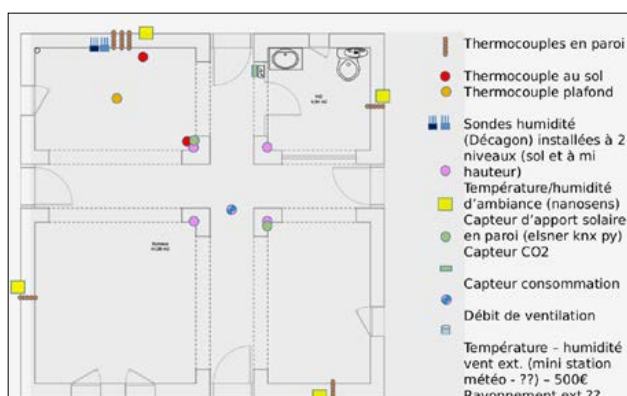 Thermocouples en paroi
Thermocouple au sol
Thermocouple plafond
Sondes humidité
(Décagon) installées à 2
niveaux (sol et à mi
hauteur)
Température/humidité
d'ambiance (nanosens)
Capteur d'apport solaire
en paroi (elsner knx py)
Capteur CO2
Capteur consommation
Débit de ventilation
Température – humidité
vent ext. (mini station
météo - ??) – 500€
Rayonnement ext ??